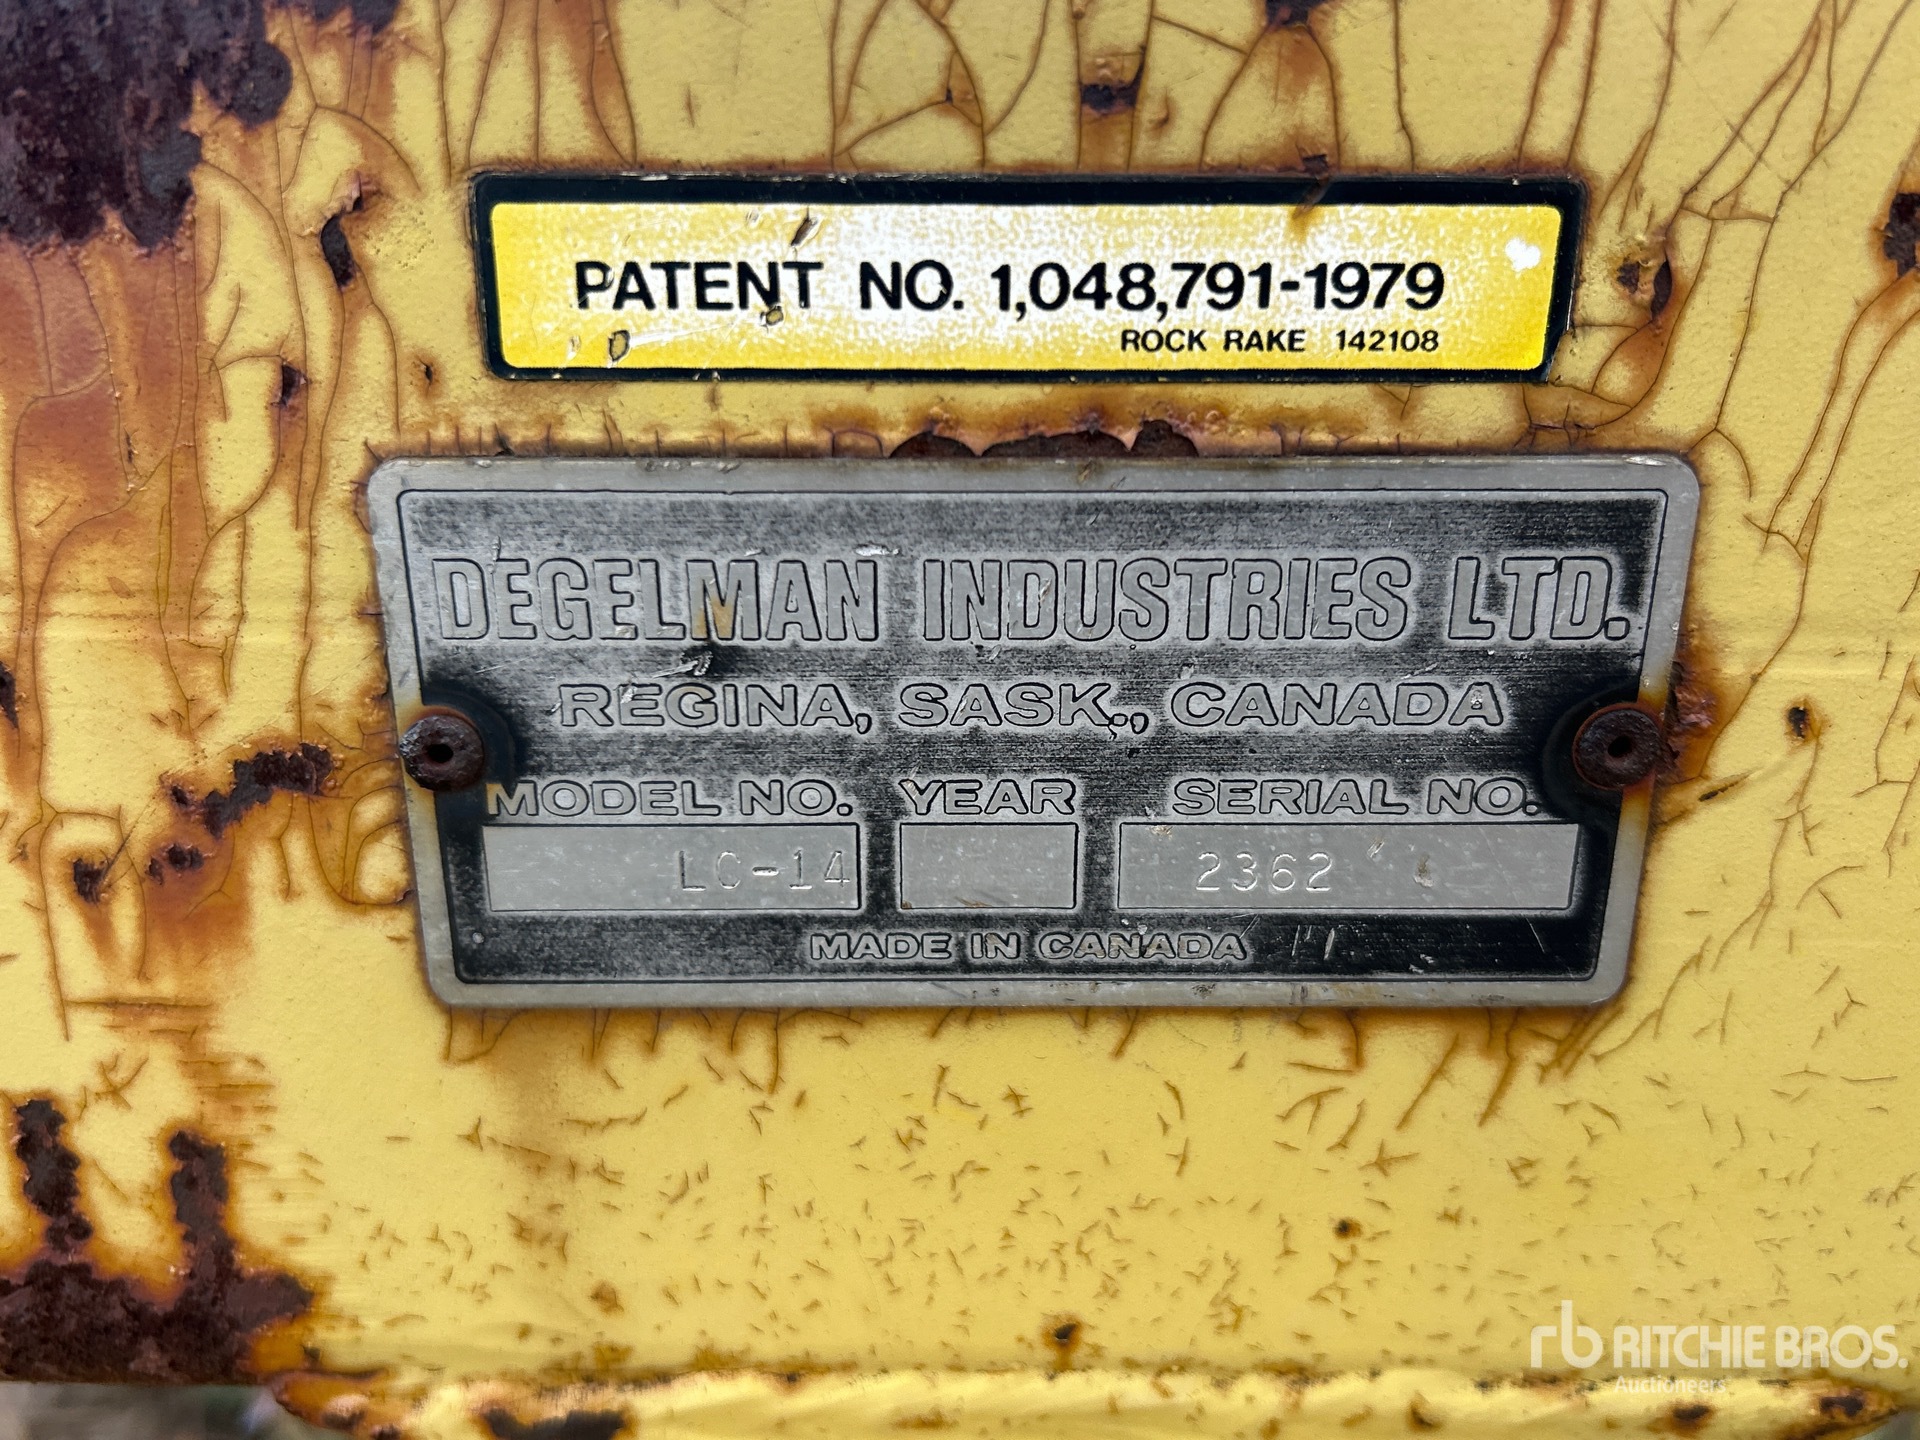 PATENT NO. 1,048,791-1979
ROCK RAKE 142108
DEGELMAN INDUSTRIES LTD.
REGINA, SASK., CANADA
MODEL NO. YEAR SERIAL NO.
LC-14 2362
MADE IN CANADA
rb RITCHIE BROS.
Auctioneers